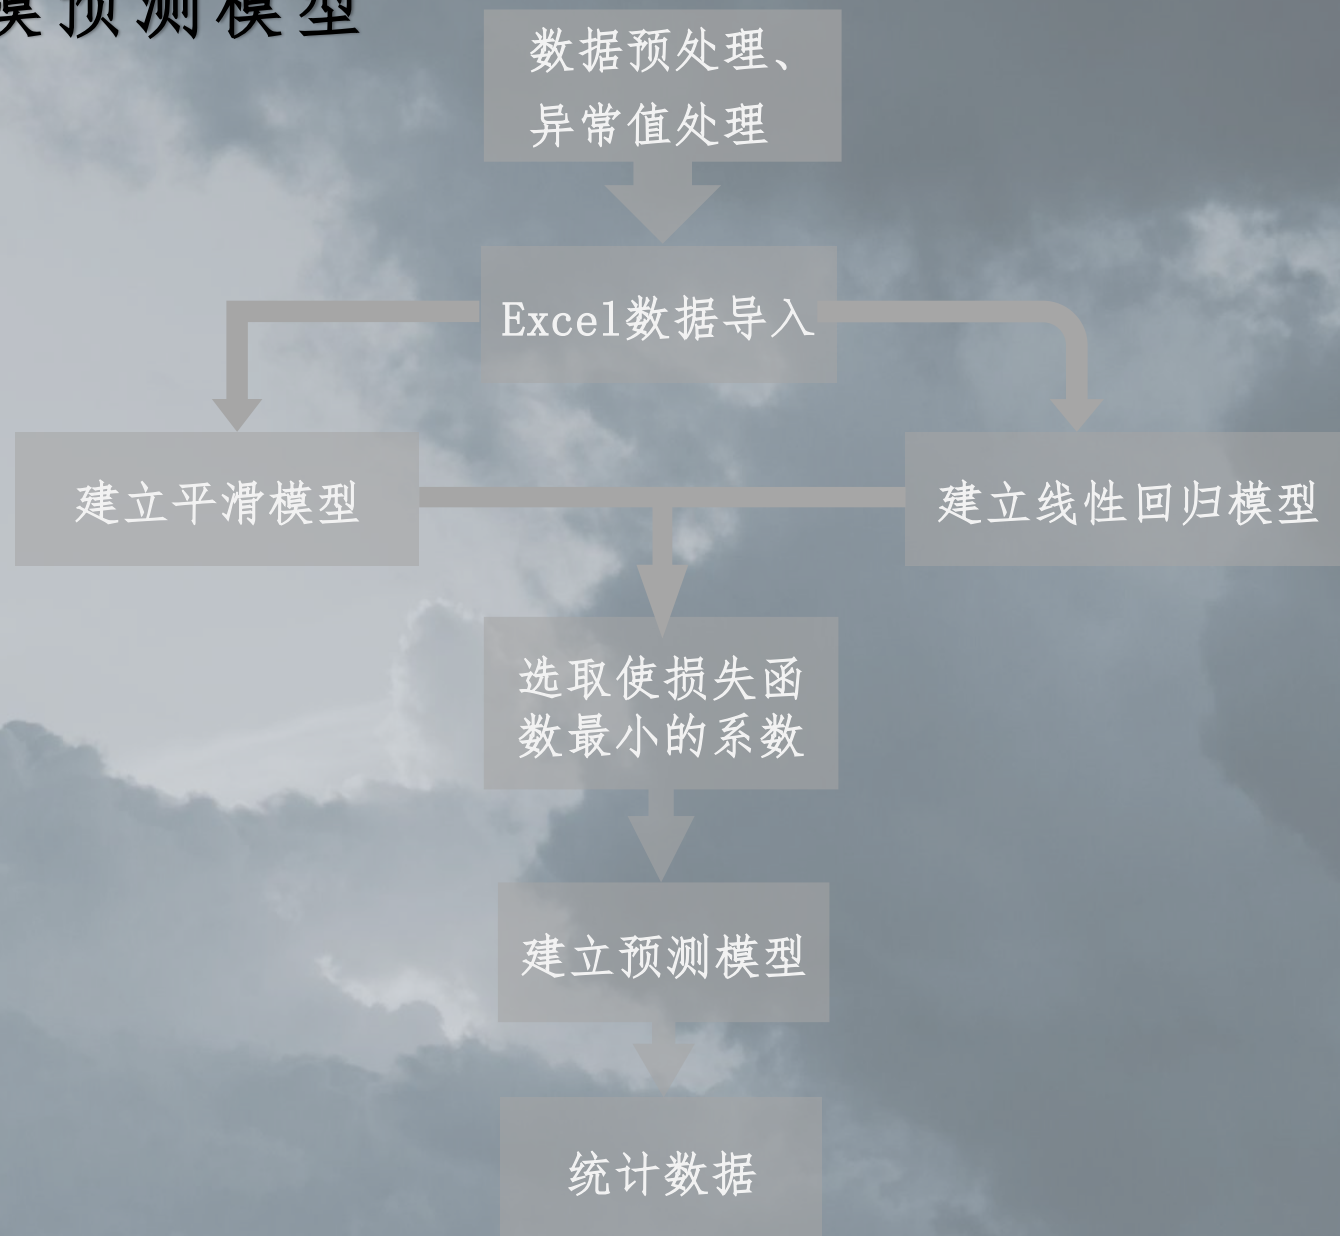 模预测模型
数据预处理、
异常值处理
Excel数据导入
建立平滑模型
建立线性回归模型
选取使损失函
数最小的系数
建立预测模型
统计数据